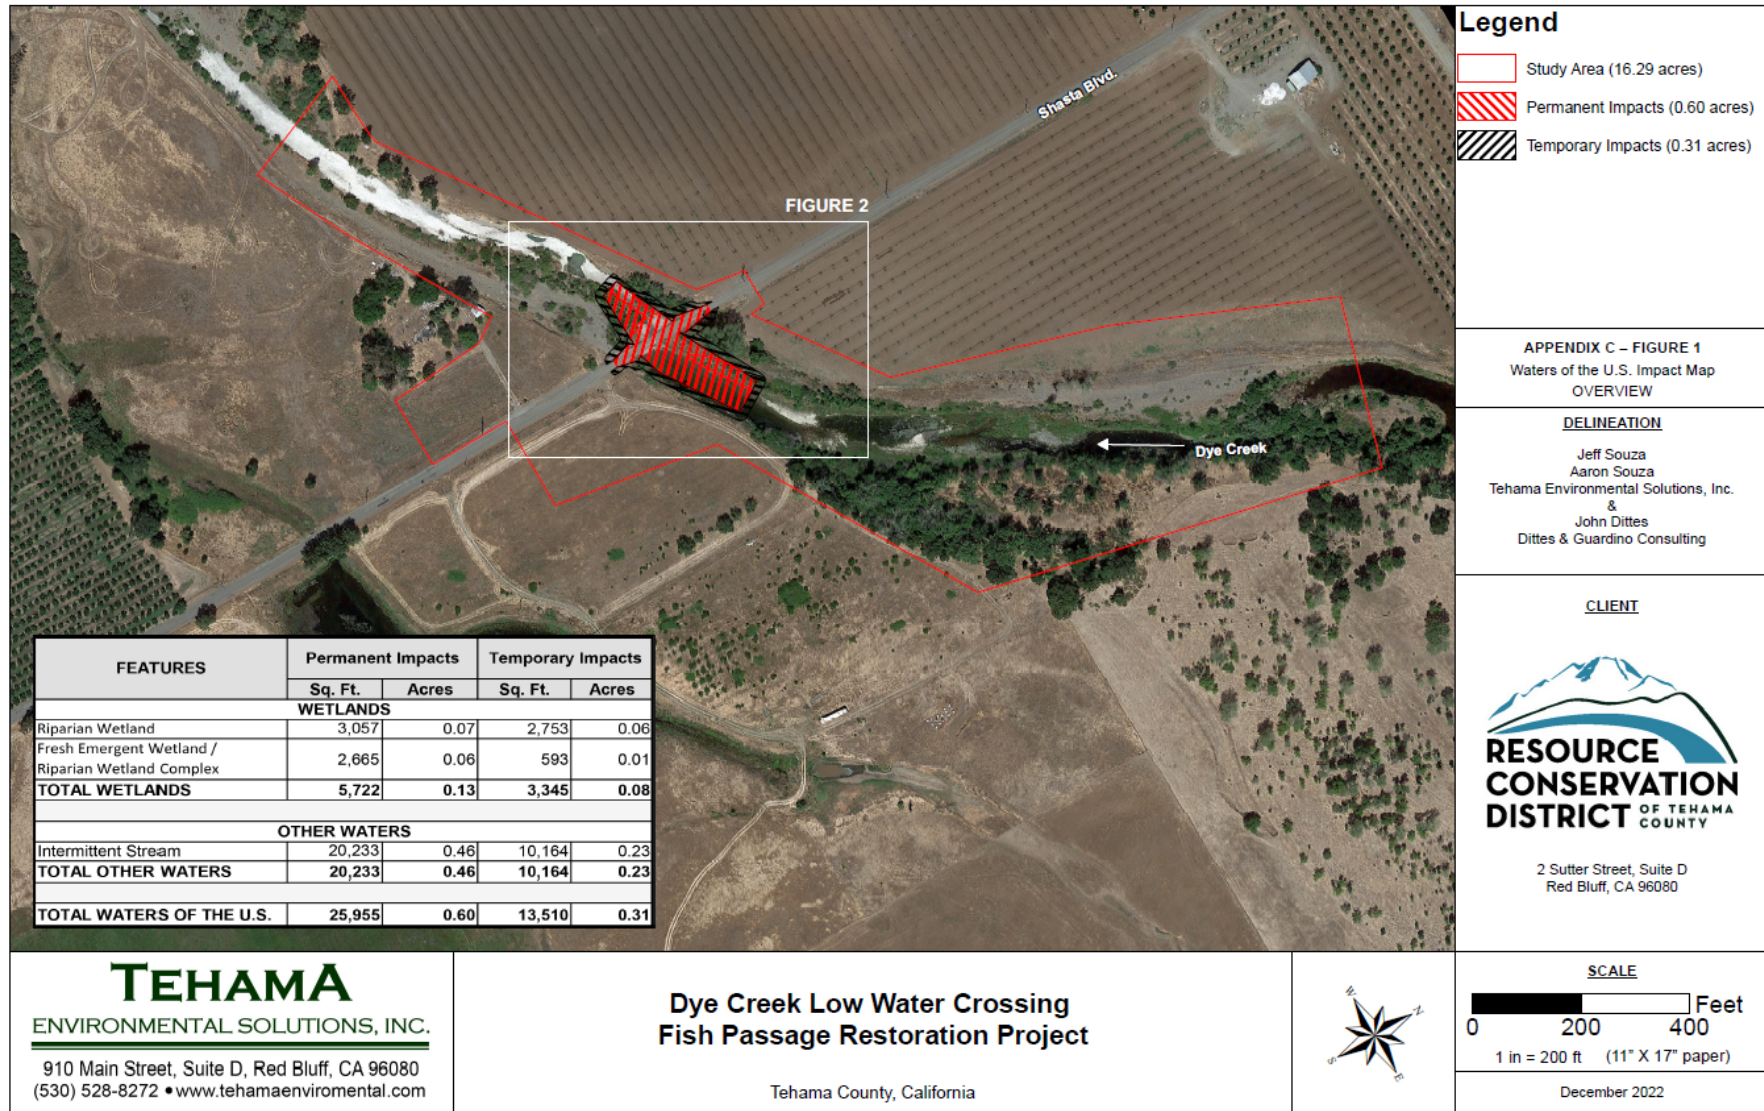 Legend
Study Area (16.29 acres)
Permanent Impacts (0.60 acres)
Temporary Impacts (0.31 acres)
Shasta Blvd.
FIGURE 2
Dye Creek
APPENDIX C – FIGURE 1
Waters of the U.S. Impact Map
OVERVIEW
DELINEATION
Jeff Souza
Aaron Souza
Tehama Environmental Solutions, Inc.
&
John Dittes
Dittes & Guardino Consulting
CLIENT
RESOURCE
CONSERVATION
DISTRICT OF TEHAMA COUNTY
2 Sutter Street, Suite D
Red Bluff, CA 96080
FEATURES Permanent Impacts Temporary Impacts
Sq. Ft. Acres Sq. Ft. Acres
WETLANDS
Riparian Wetland 3,057 0.07 2,753 0.06
Fresh Emergent Wetland /
Riparian Wetland Complex 2,665 0.06 593 0.01
TOTAL WETLANDS 5,722 0.13 3,345 0.08
OTHER WATERS
Intermittent Stream 20,233 0.46 10,164 0.23
TOTAL OTHER WATERS 20,233 0.46 10,164 0.23
TOTAL WATERS OF THE U.S. 25,955 0.60 13,510 0.31
TEHAMA
ENVIRONMENTAL SOLUTIONS, INC.
910 Main Street, Suite D, Red Bluff, CA 96080
(530) 528-8272 • www.tehamaenviromental.com
Dye Creek Low Water Crossing
Fish Passage Restoration Project
Tehama County, California
W
N
S
E
SCALE
Feet
0 200 400
1 in = 200 ft (11" X 17" paper)
December 2022